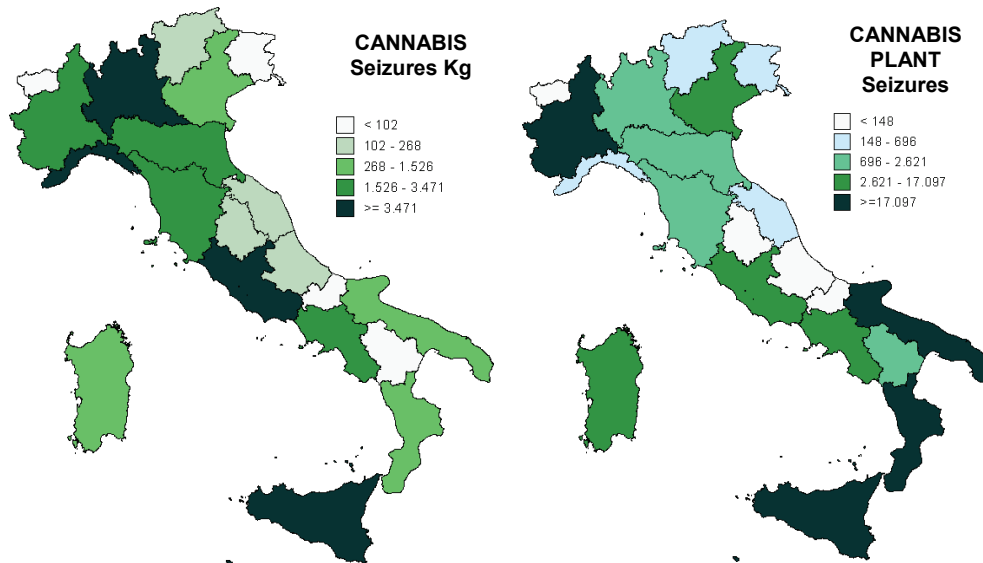 CANNABIS
Seizures Kg
< 102
102 - 268
268 - 1.526
1.526 - 3.471
>= 3.471
CANNABIS
PLANT
Seizures
< 148
148 - 696
696 - 2.621
2.621 - 17.097
>=17.097